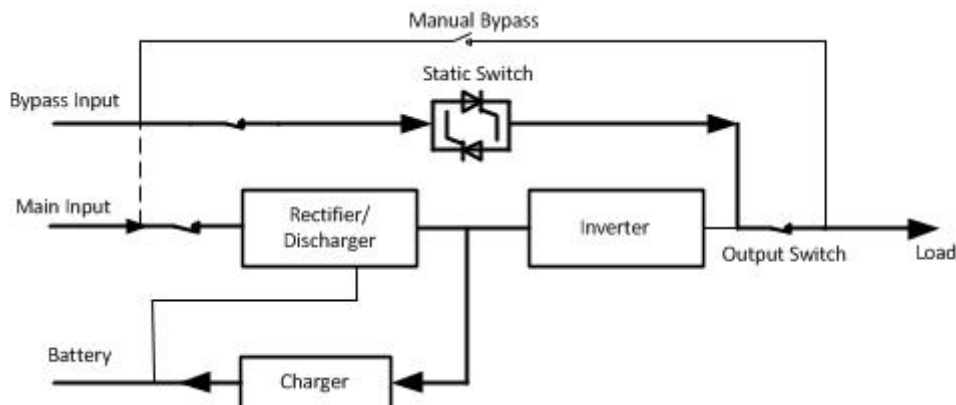 Manual Bypass
Static Switch
Bypass Input
Main Input
Rectifier/
Discharger
Inverter
Output Switch
Load
Battery
Charger